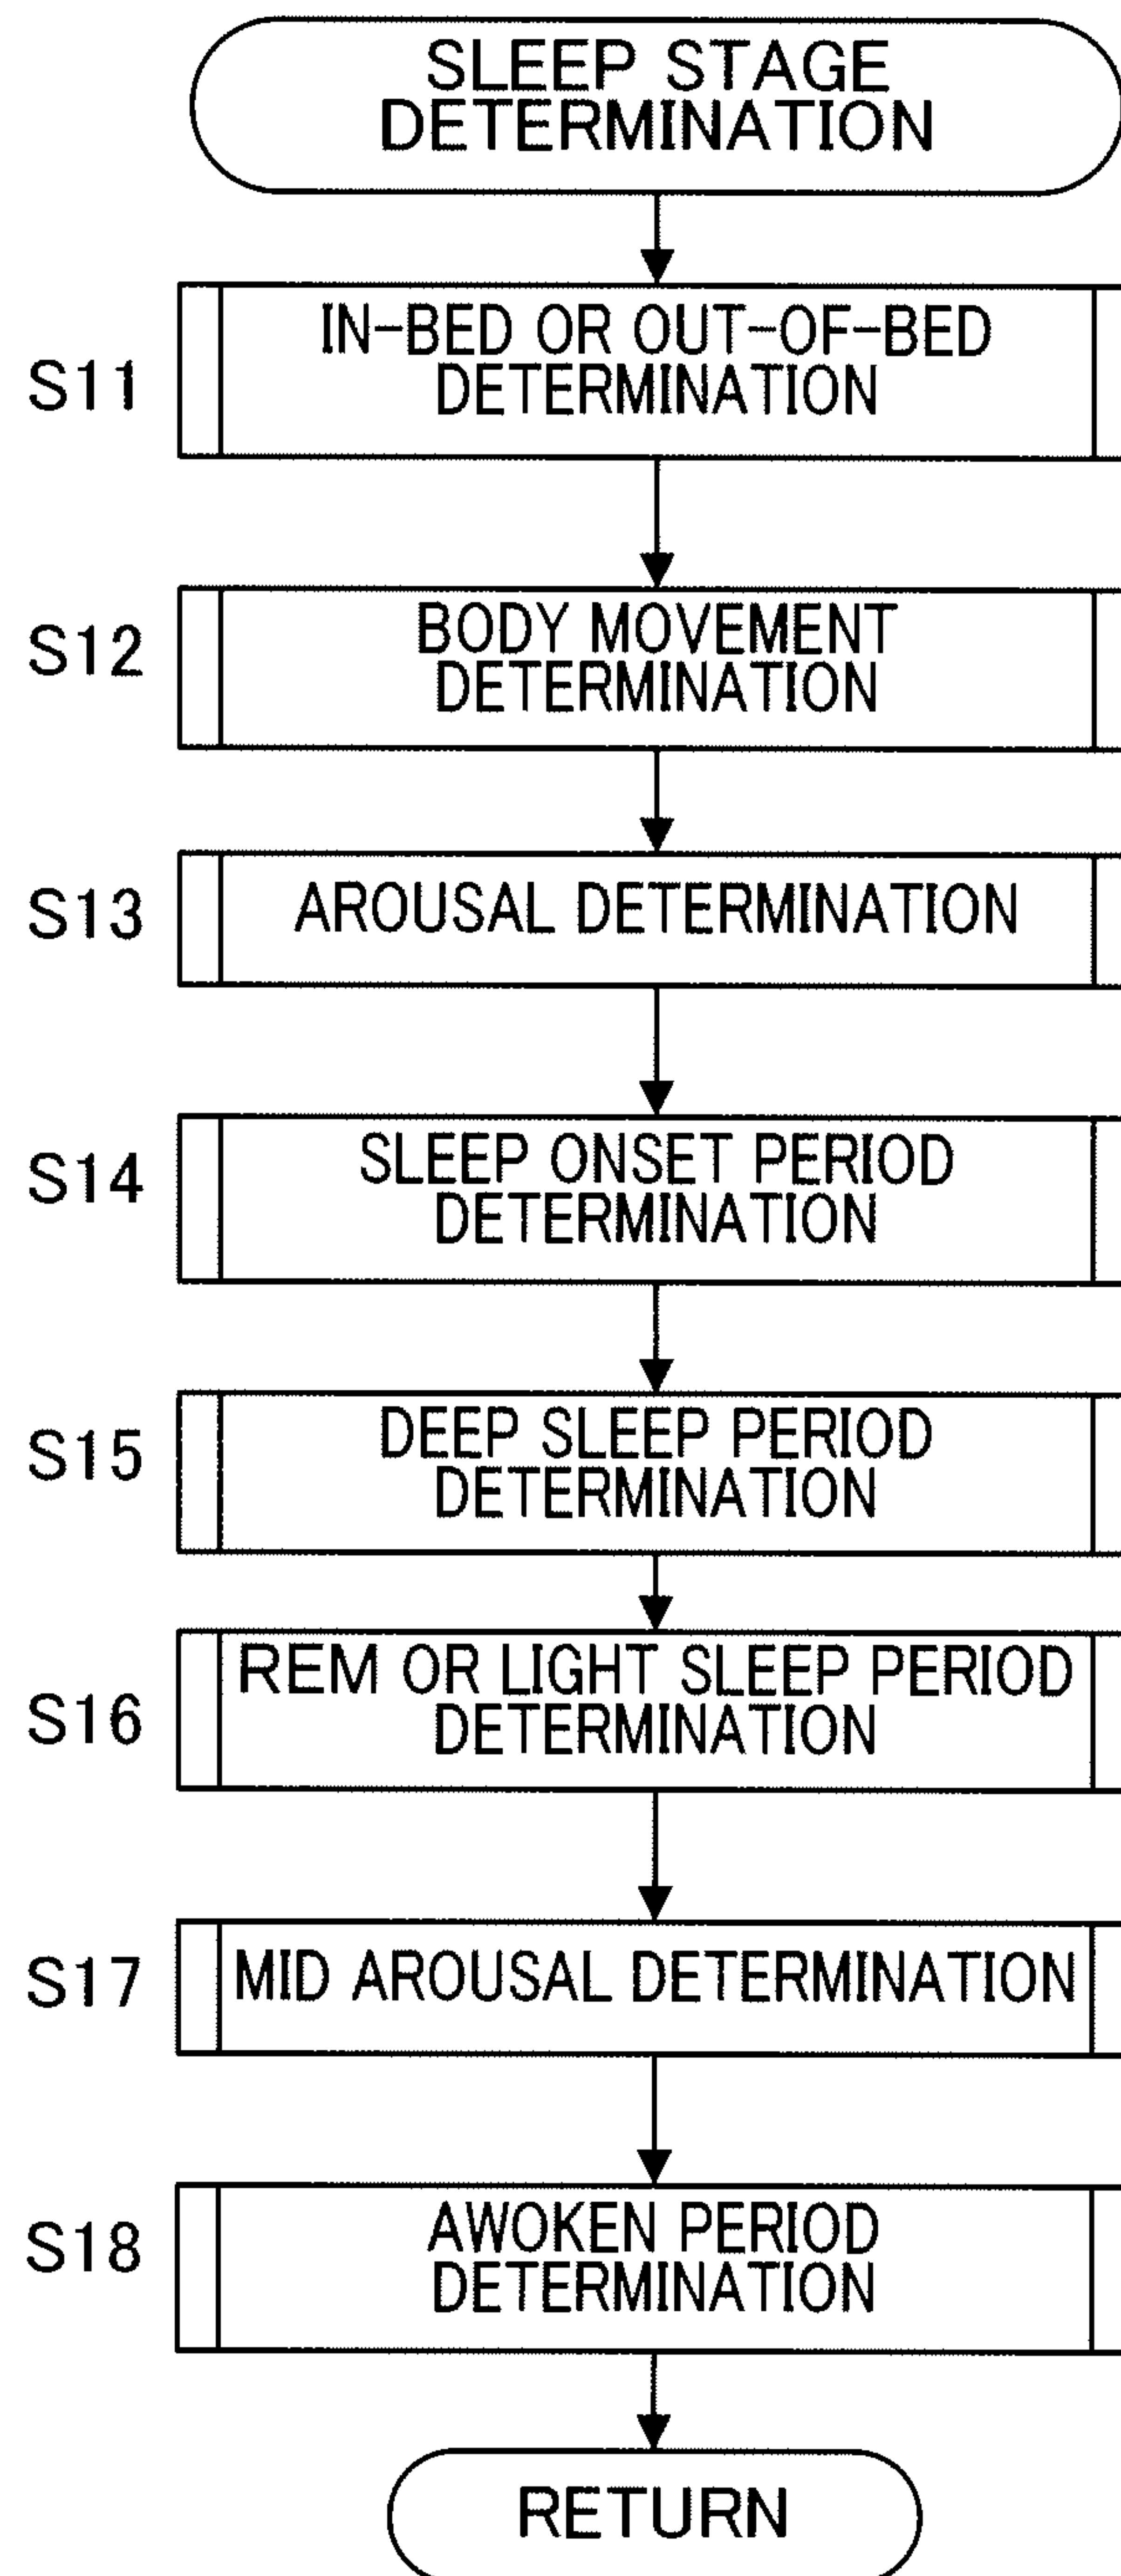 SLEEP STAGE
DETERMINATION
S11
IN-BED OR OUT-OF-BED
DETERMINATION
S12
BODY MOVEMENT
DETERMINATION
S13
AROUSAL DETERMINATION
S14
SLEEP ONSET PERIOD
DETERMINATION
S15
DEEP SLEEP PERIOD
DETERMINATION
S16
REM OR LIGHT SLEEP PERIOD
DETERMINATION
S17
MID AROUSAL DETERMINATION
S18
AWOKEN PERIOD
DETERMINATION
RETURN